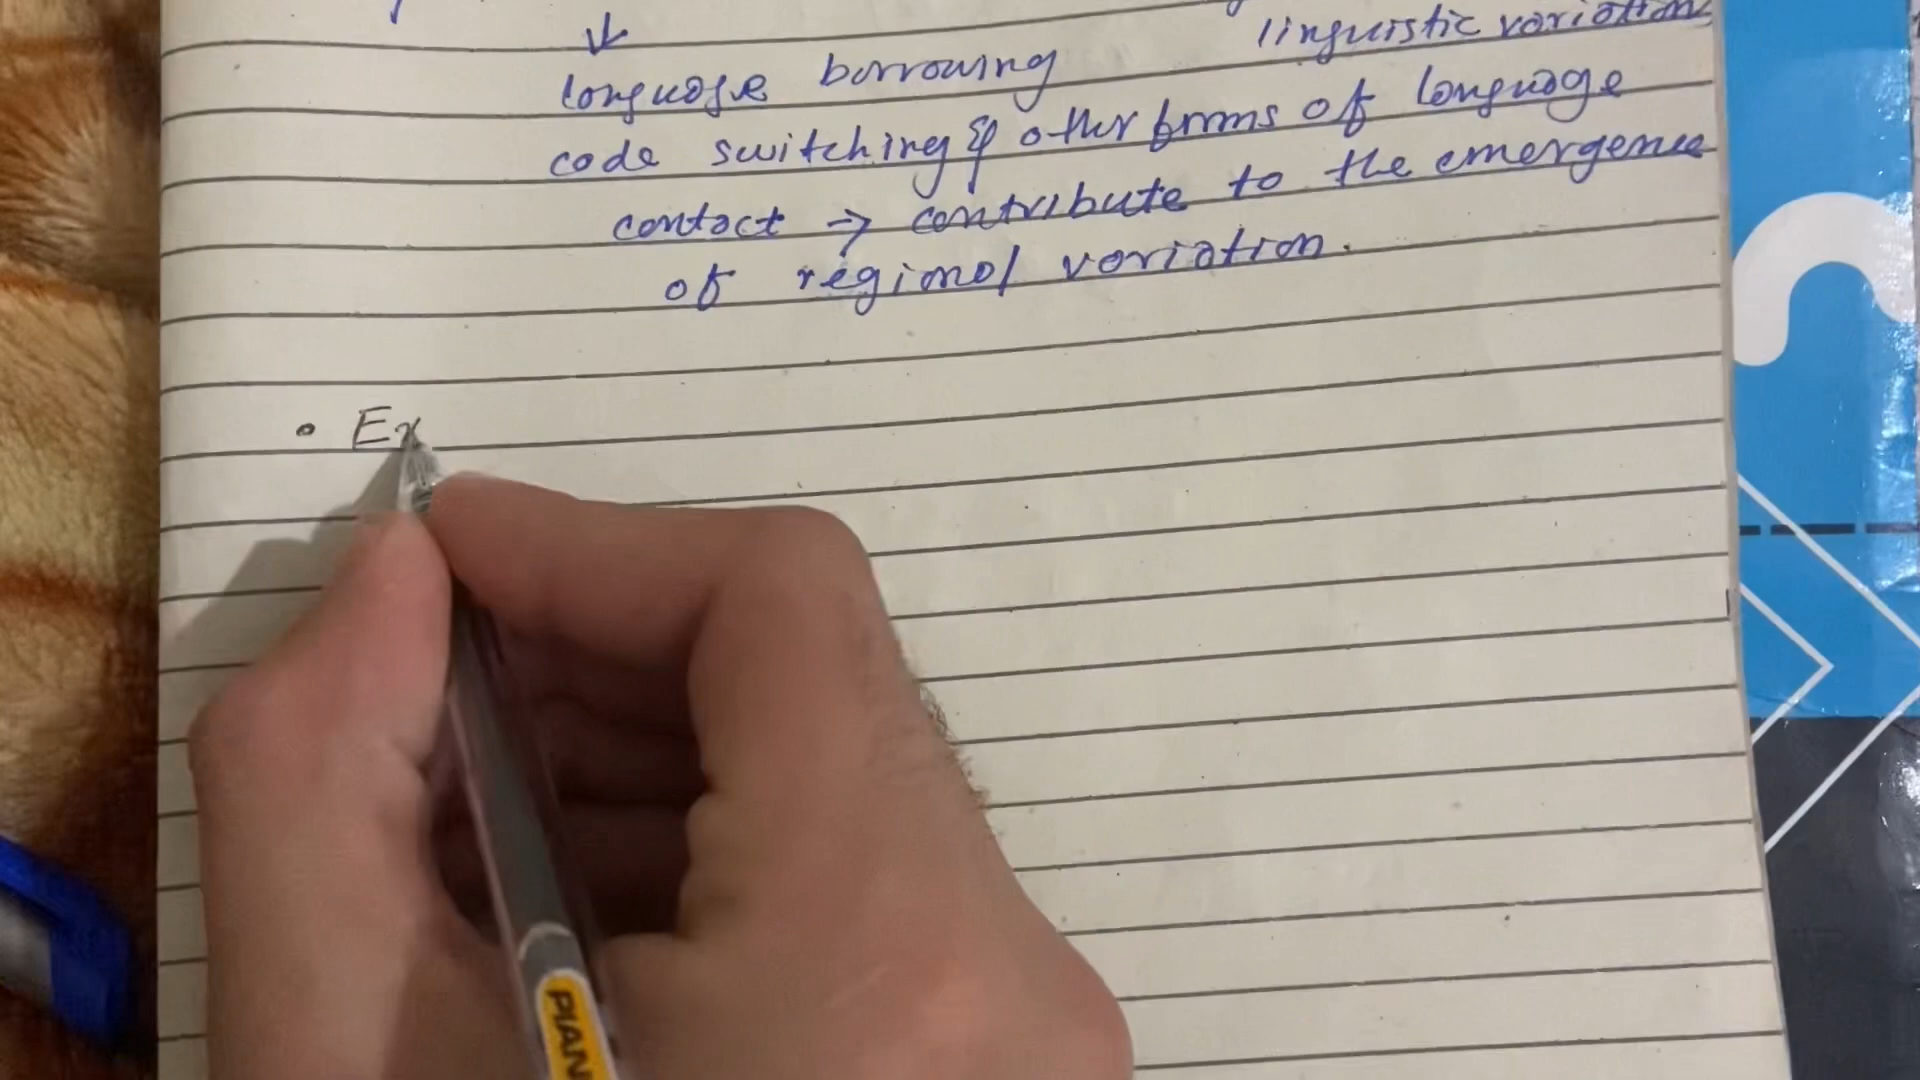 linguistic variation
language borrowing
code switching & other forms of language
contact → contribute to the emergence
of regional variation.
• Ex
PIAN